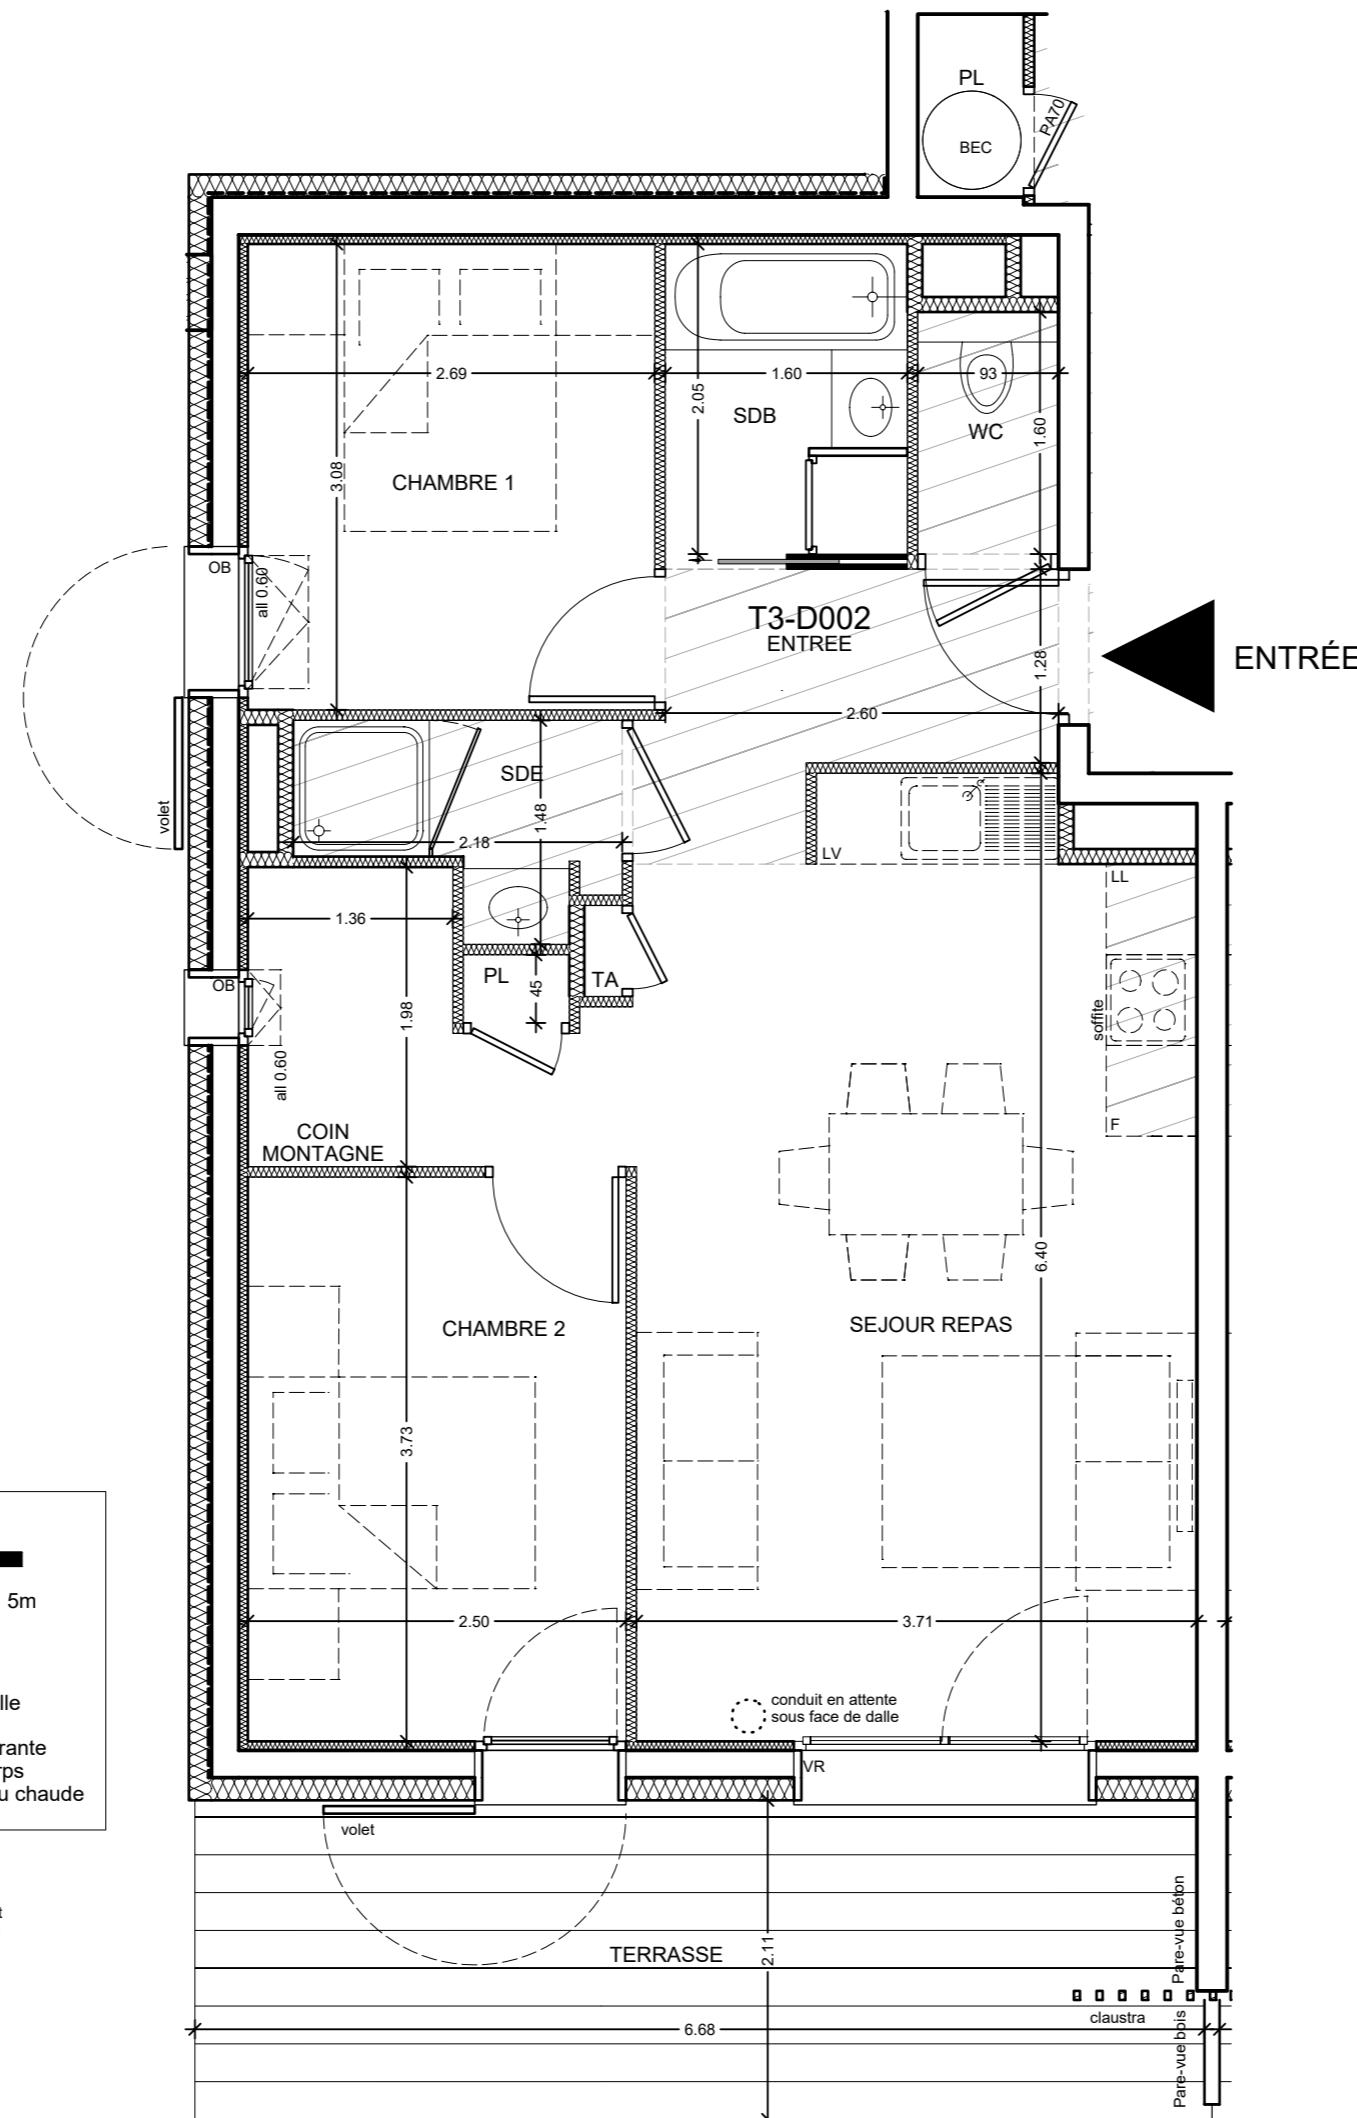 PL
PA70
BEC
2.69
1.60
93
2.05
SDB
WC
1.60
CHAMBRE 1
3.08
OB
all 0.60
T3-D002
ENTREE
ENTRÉE
1.28
2.60
volet
SDE
1.48
2.18
LV
LL
1.36
PL
45
TA
OB
1.98
all 0.60
soffite
F
COIN
MONTAGNE
6.40
CHAMBRE 2
SEJOUR REPAS
3.73
5m
2.50
3.71
lle
conduit en attente
sous face de dalle
rante
rps
u chaude
VR
volet
t
TERRASSE
2.11
Pare-vue béton
claustra
6.68
Pare-vue bois